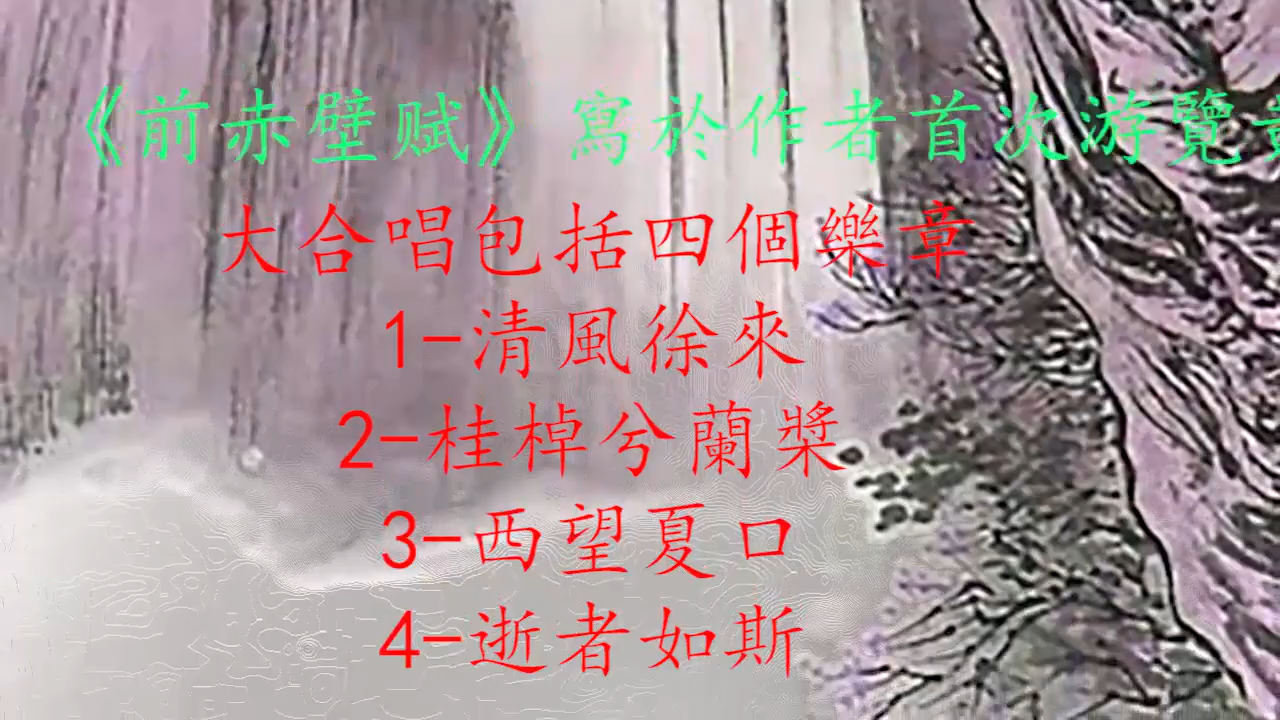 《前赤壁赋》寫於作者首次游覽
大合唱包括四個樂章
1-清風徐來
2-桂棹兮蘭槳
3-西望夏口
4-逝者如斯